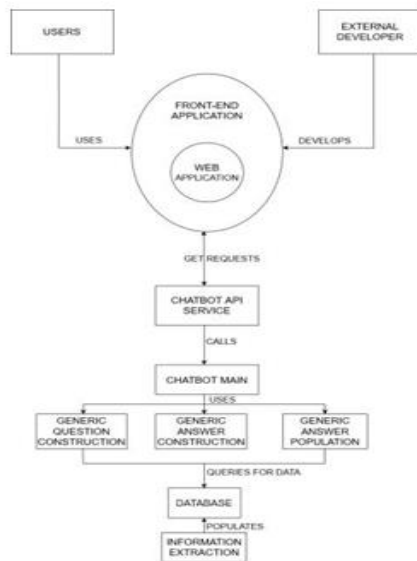 USERS
EXTERNAL
DEVELOPER
FRONT-END
APPLICATION
USES
DEVELOPS
WEB
APPLICATION
GET REQUESTS
CHATBOT API
SERVICE
CALLS
CHATBOT MAIN
USES
GENERIC
QUESTION
CONSTRUCTION
GENERIC
ANSWER
CONSTRUCTION
GENERIC
ANSWER
POPULATION
QUERIES FOR DATA
DATABASE
POPULATES
INFORMATION
EXTRACTION